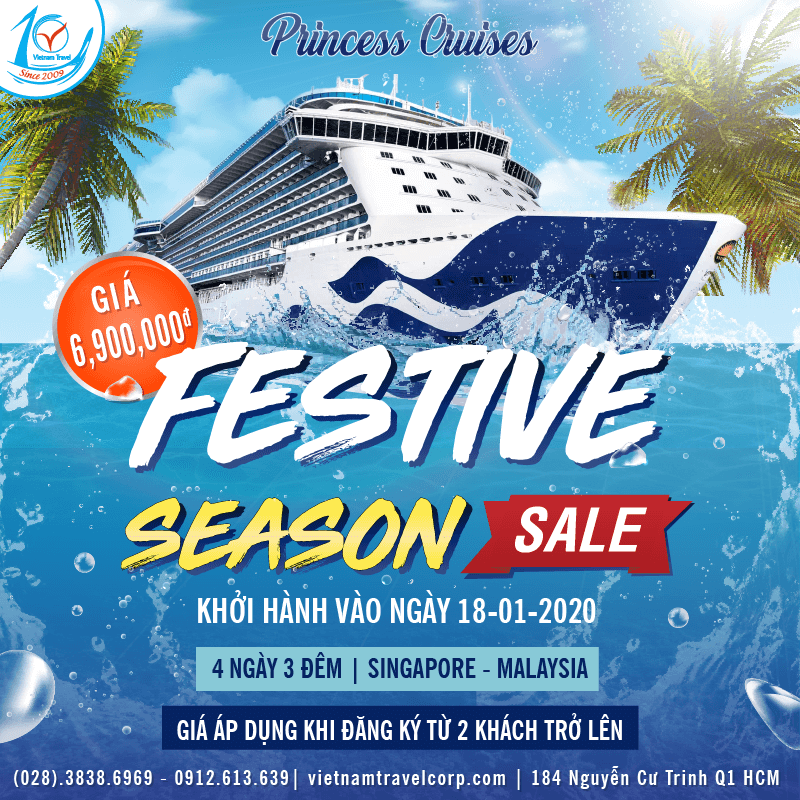 10
Vietnam Travel
Since 2009
Princess Cruises
GIÁ
6,900,000đ
FESTIVE
SEASON SALE
KHỞI HÀNH VÀO NGÀY 18-01-2020
4 NGÀY 3 ĐÊM | SINGAPORE - MALAYSIA
GIÁ ÁP DỤNG KHI ĐĂNG KÝ TỪ 2 KHÁCH TRỞ LÊN
(028).3838.6969 - 0912.613.639| vietnamtravelcorp.com | 184 Nguyễn Cư Trinh Q1 HCM